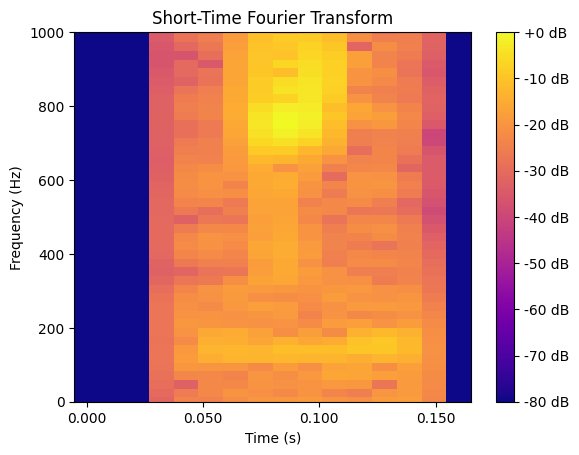 Short-Time Fourier Transform
Frequency (Hz)
1000
800
600
400
200
0
0.000 0.050 0.100 0.150
Time (s)
+0 dB
-10 dB
-20 dB
-30 dB
-40 dB
-50 dB
-60 dB
-70 dB
-80 dB